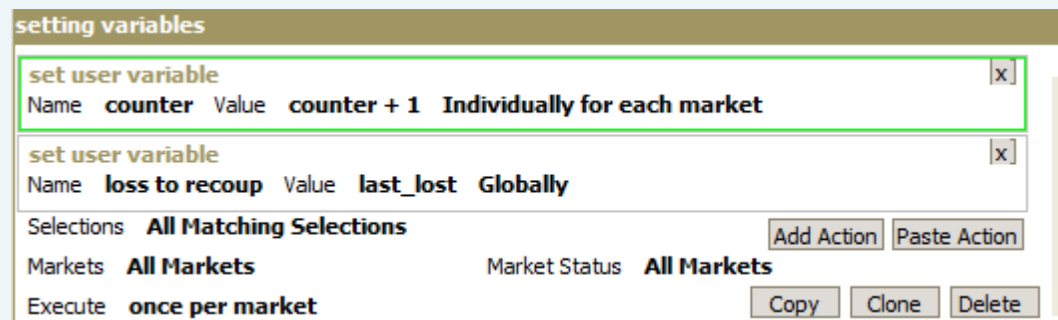 setting variables
set user variable x
Name counter Value counter + 1 Individually for each market
set user variable x
Name loss to recoup Value last_lost Globally
Selections All Matching Selections Add Action Paste Action
Markets All Markets Market Status All Markets
Execute once per market Copy Clone Delete